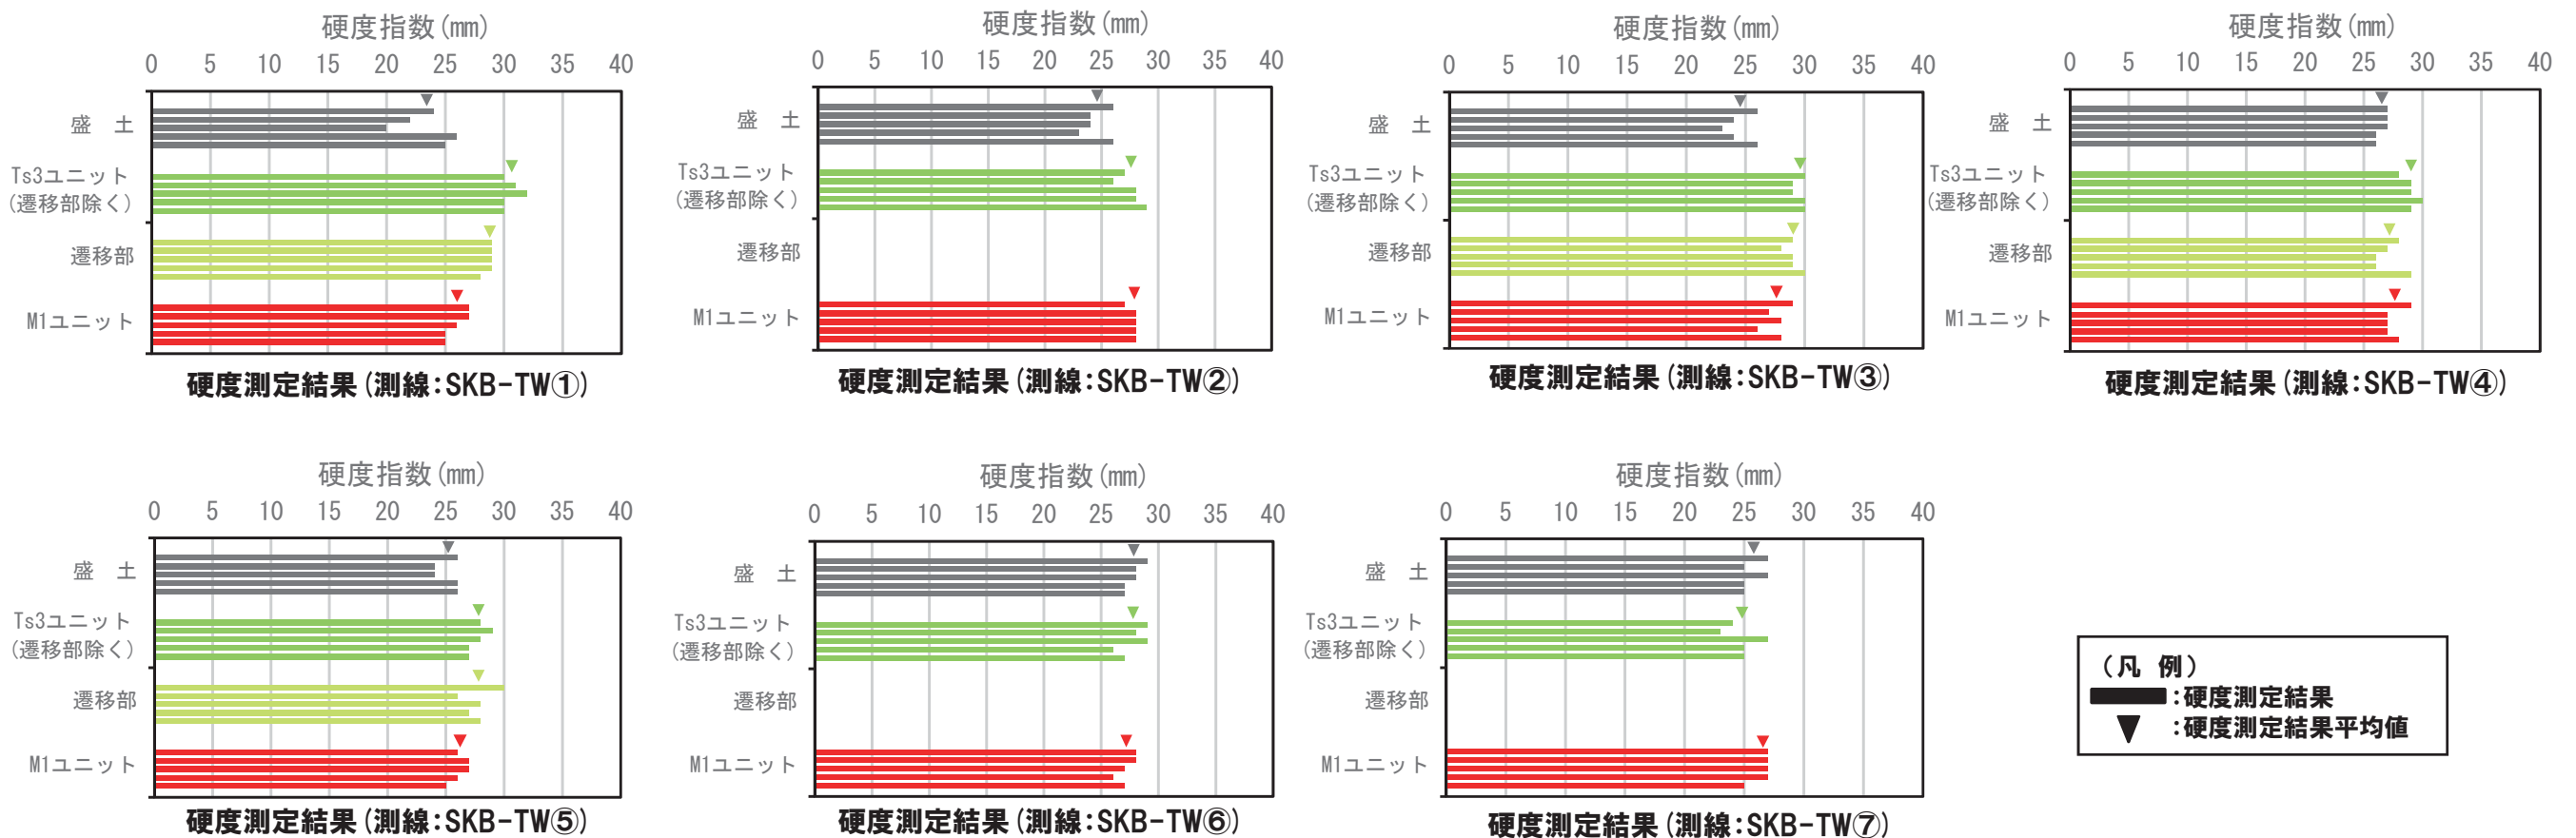 硬度指数(mm)
0 5 10 15 20 25 30 35 40
盛 土
Ts3ユニット
(遷移部除く)
遷移部
M1ユニット
硬度測定結果(測線:SKB-TW①)
硬度指数(mm)
0 5 10 15 20 25 30 35 40
盛 土
Ts3ユニット
(遷移部除く)
遷移部
M1ユニット
硬度測定結果(測線:SKB-TW②)
硬度指数(mm)
0 5 10 15 20 25 30 35 40
盛 土
Ts3ユニット
(遷移部除く)
遷移部
M1ユニット
硬度測定結果(測線:SKB-TW③)
硬度指数(mm)
0 5 10 15 20 25 30 35 40
盛 土
Ts3ユニット
(遷移部除く)
遷移部
M1ユニット
硬度測定結果(測線:SKB-TW④)
硬度指数(mm)
0 5 10 15 20 25 30 35 40
盛 土
Ts3ユニット
(遷移部除く)
遷移部
M1ユニット
硬度測定結果(測線:SKB-TW⑤)
硬度指数(mm)
0 5 10 15 20 25 30 35 40
盛 土
Ts3ユニット
(遷移部除く)
遷移部
M1ユニット
硬度測定結果(測線:SKB-TW⑥)
硬度指数(mm)
0 5 10 15 20 25 30 35 40
盛 土
Ts3ユニット
(遷移部除く)
遷移部
M1ユニット
硬度測定結果(測線:SKB-TW⑦)
(凡 例)
:硬度測定結果
:硬度測定結果平均値